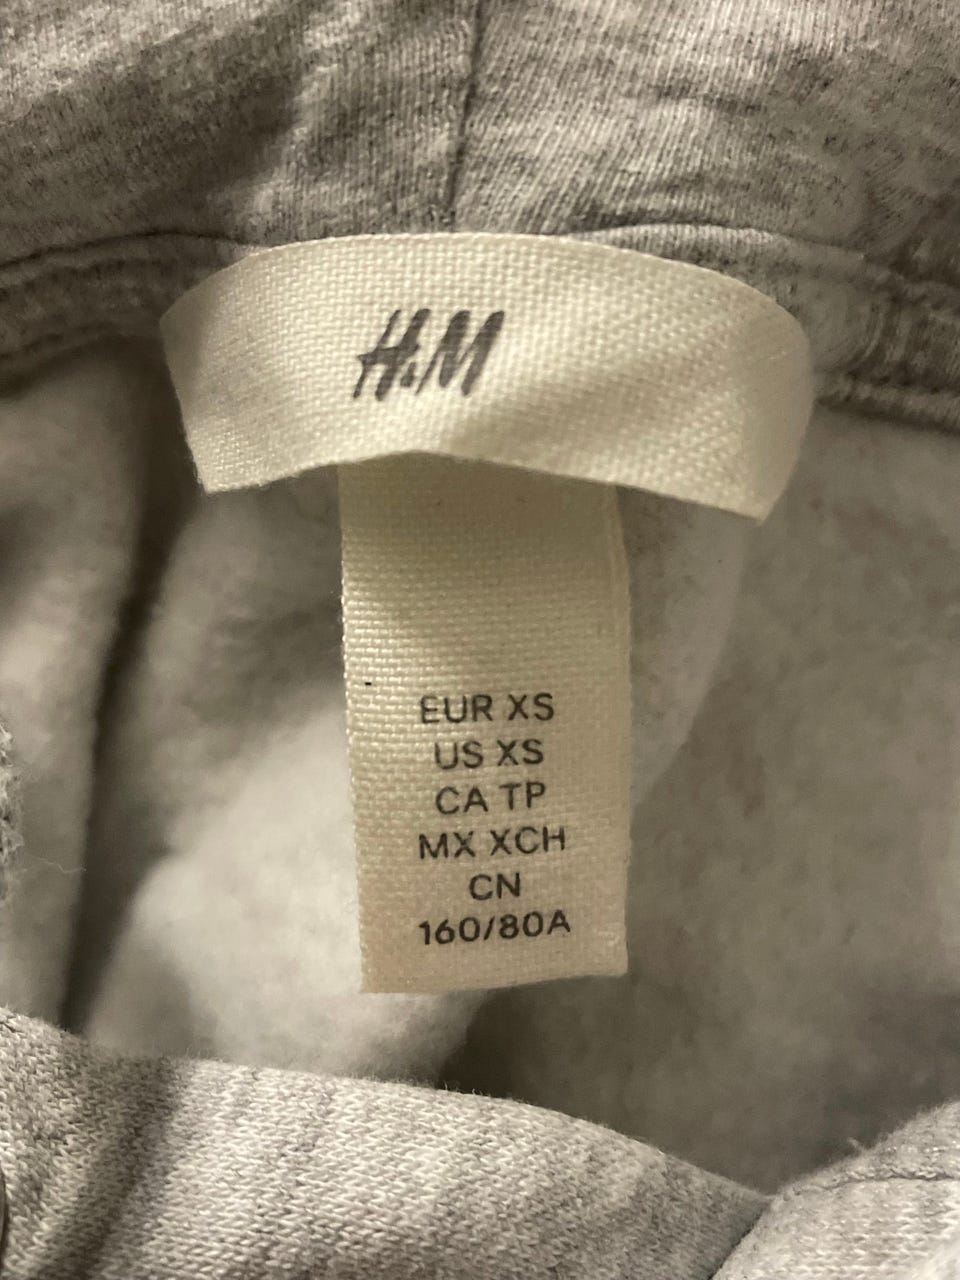 H&M
EUR XS
US XS
CA TP
MX XCH
CN
160/80A